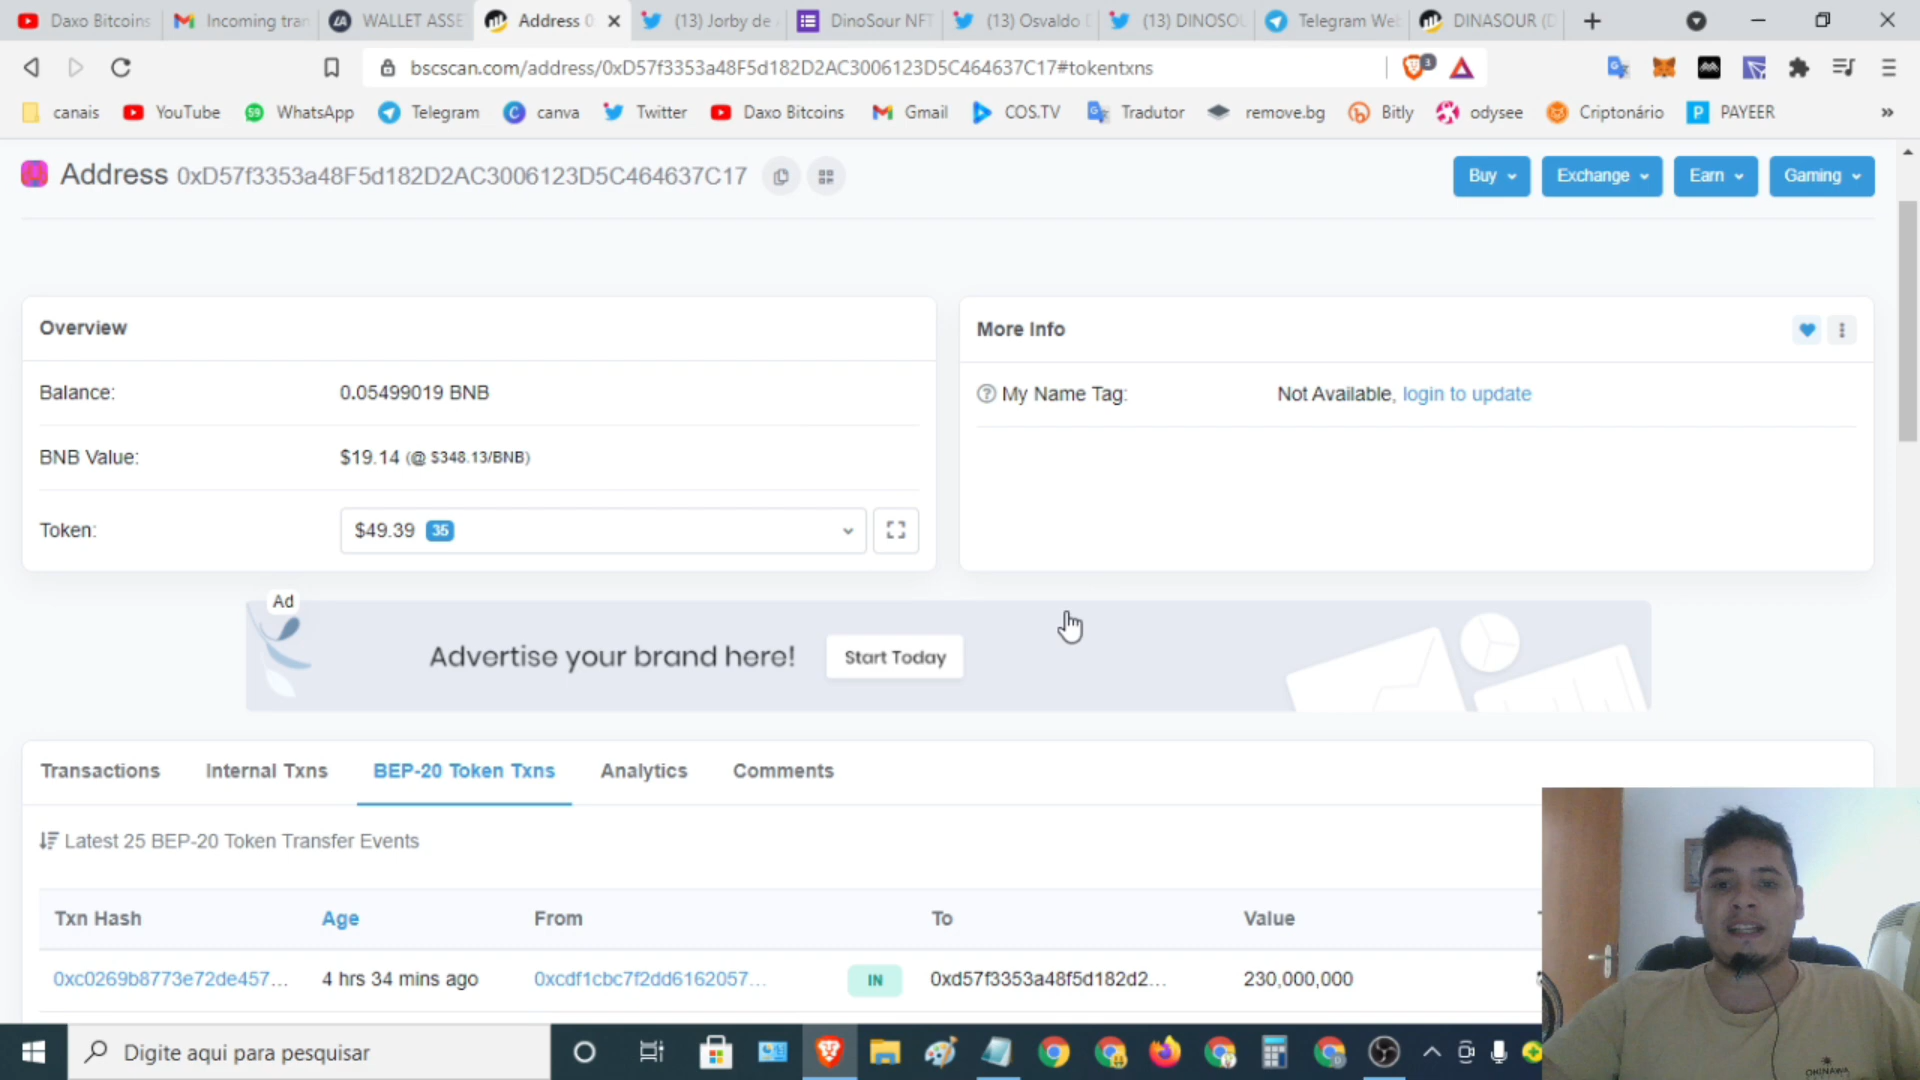 Daxo Bitcoins
Incoming tran
WALLET ASSE
Address 0
(13) Jorby de
DinoSour NFT
(13) Osvaldo
(13) DINOSOU
Telegram We
DINASOUR (D
bscscan.com/address/0xD57f3353a48F5d182D2AC3006123D5C464637C17#tokentxns
3
canais
YouTube
59
WhatsApp
Telegram
canva
Twitter
Daxo Bitcoins
Gmail
COS.TV
Tradutor
remove.bg
Bitly
odysee
Criptonário
PAYEER
»
Address 0xD57f3353a48F5d182D2AC3006123D5C464637C17
Buy
Exchange
Earn
Gaming
Overview
More Info
Balance: 0.05499019 BNB
My Name Tag: Not Available, login to update
BNB Value: $19.14 (@ $348.13/BNB)
Token: $49.39 35
Ad
Advertise your brand here!
Start Today
Transactions
Internal Txns
BEP-20 Token Txns
Analytics
Comments
Latest 25 BEP-20 Token Transfer Events
Txn Hash Age From To Value
0xc0269b8773e72de457... 4 hrs 34 mins ago 0xcdf1cbc7f2dd6162057... IN 0xd57f3353a48f5d182d2... 230,000,000
OKINAWA
Digite aqui para pesquisar